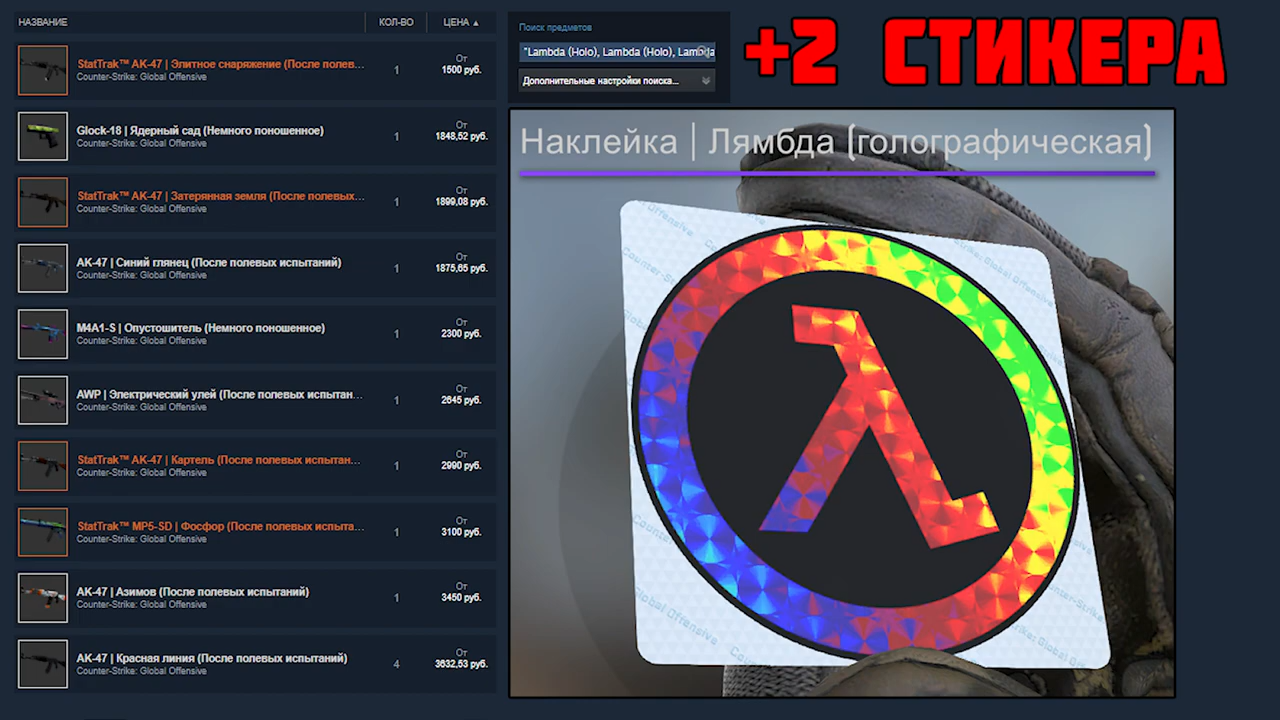 НАЗВАНИЕ КОЛ-ВО ЦЕНА ▲
StatTrak™ AK-47 | Элитное снаряжение (После полев...
Counter-Strike: Global Offensive
1
От
1500 руб.
Glock-18 | Ядерный сад (Немного поношенное)
Counter-Strike: Global Offensive
1
От
1848,52 руб.
StatTrak™ AK-47 | Затерянная земля (После полевых...
Counter-Strike: Global Offensive
1
От
1899,08 руб.
AK-47 | Синий глянец (После полевых испытаний)
Counter-Strike: Global Offensive
1
От
1875,65 руб.
M4A1-S | Опустошитель (Немного поношенное)
Counter-Strike: Global Offensive
1
От
2300 руб.
AWP | Электрический улей (После полевых испытан...
Counter-Strike: Global Offensive
1
От
2645 руб.
StatTrak™ AK-47 | Картель (После полевых испытан...
Counter-Strike: Global Offensive
1
От
2990 руб.
StatTrak™ MP5-SD | Фосфор (После полевых испыта...
Counter-Strike: Global Offensive
1
От
3100 руб.
AK-47 | Азимов (После полевых испытаний)
Counter-Strike: Global Offensive
1
От
3450 руб.
AK-47 | Красная линия (После полевых испытаний)
Counter-Strike: Global Offensive
4
От
3632,53 руб.
Поиск предметов
"Lambda (Holo), Lambda (Holo), Lambda
Дополнительные настройки поиска...
+2 СТИКЕРА
Наклейка | Лямбда (голографическая)
λ
Counter-Strike: Global Offensive
Global Offensive